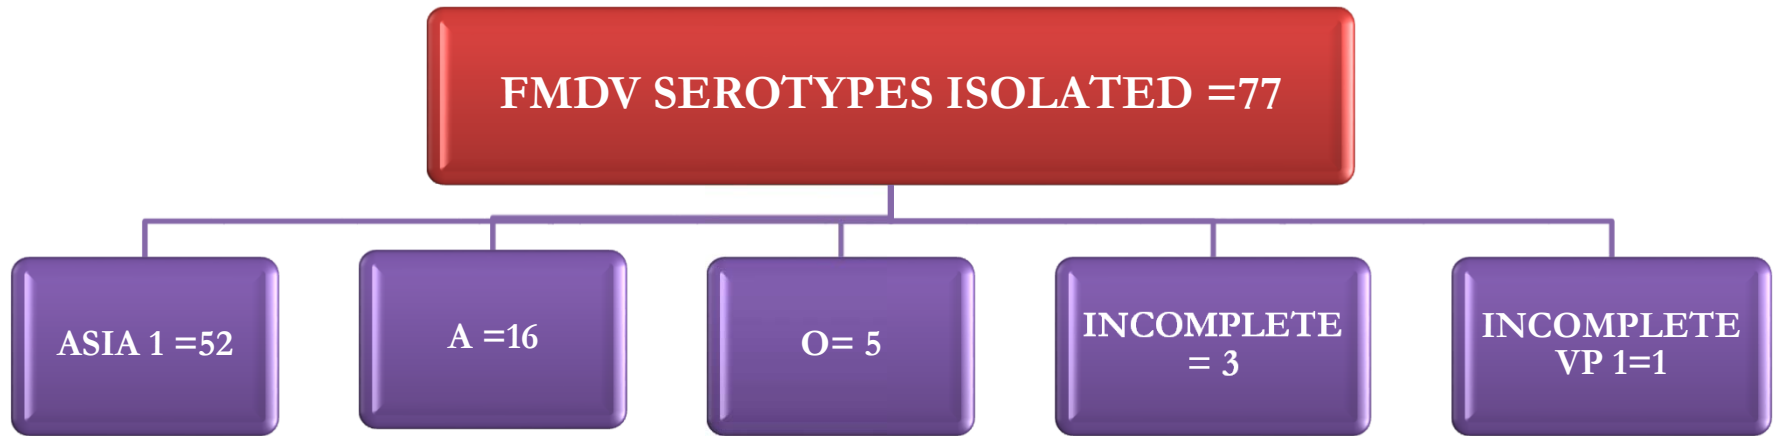 FMDV SEROTYPES ISOLATED =77
ASIA 1 =52
A =16
O= 5
INCOMPLETE
= 3
INCOMPLETE
VP 1=1